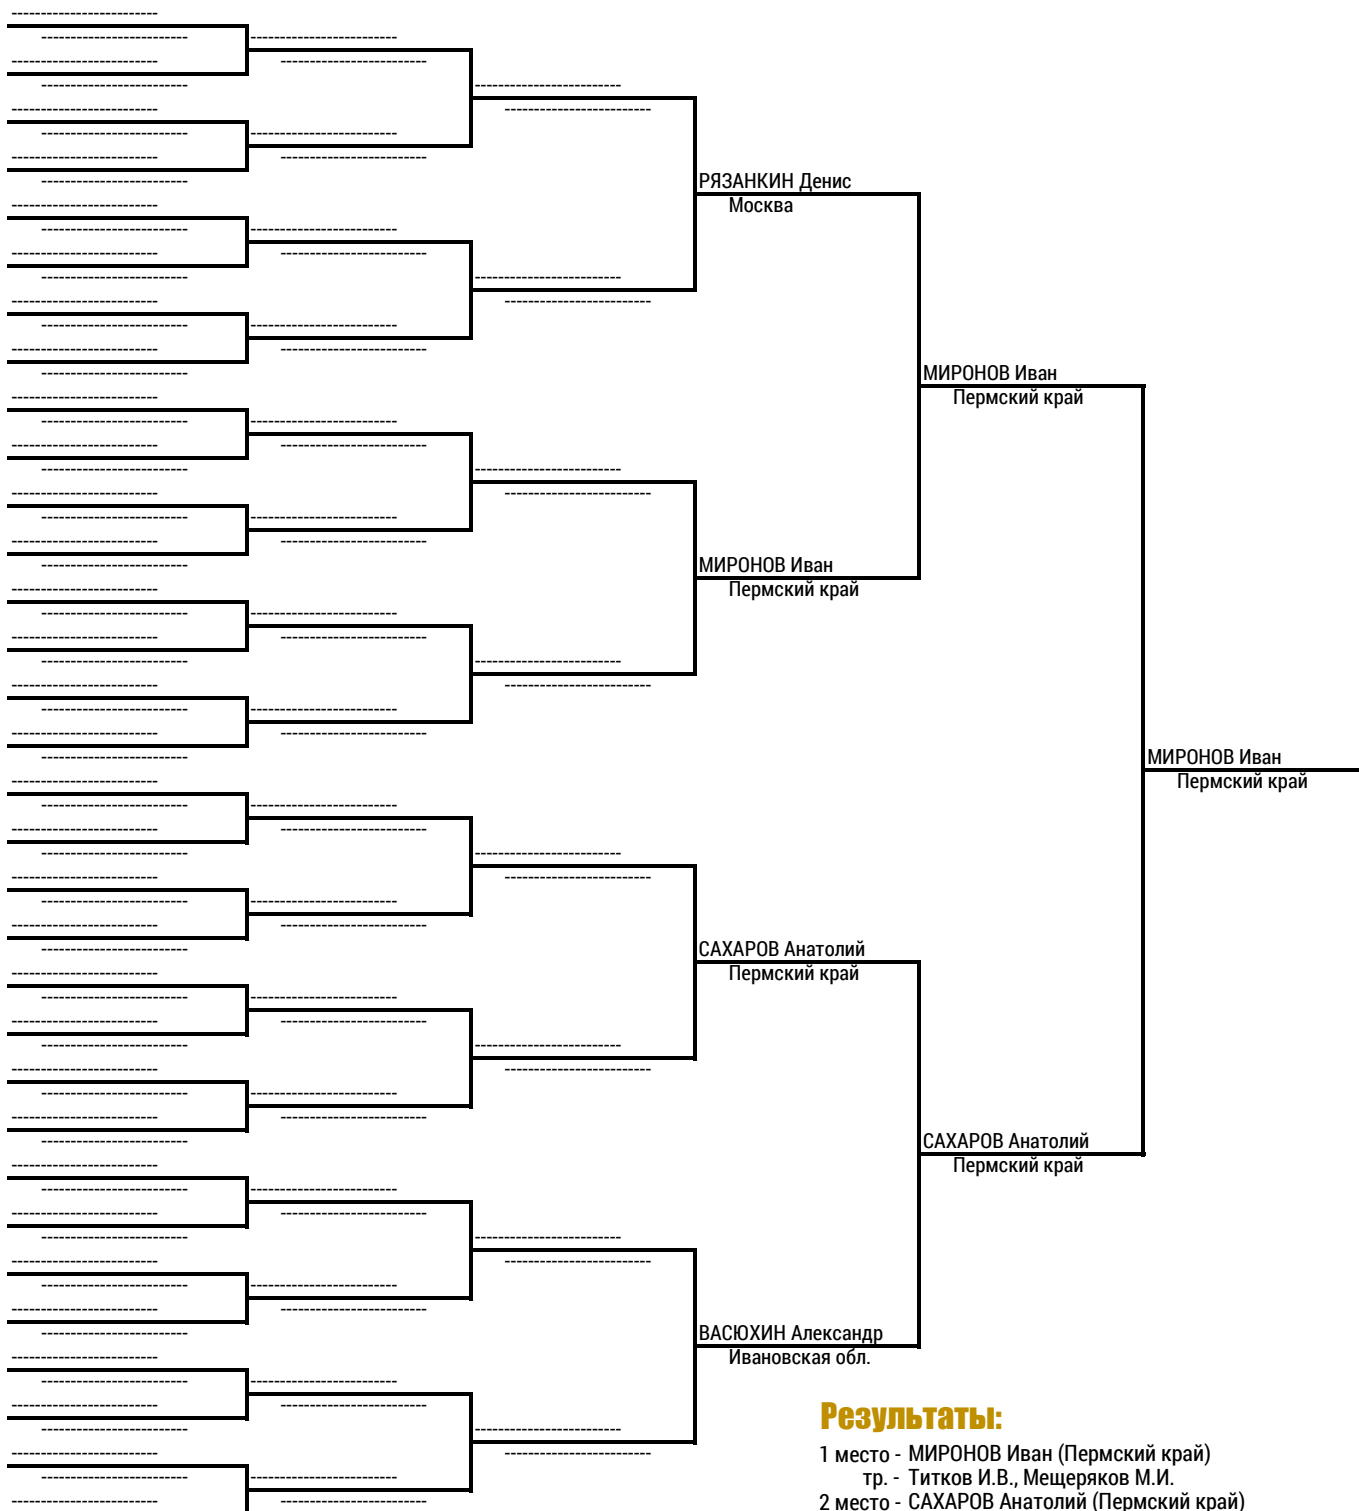 РЯЗАНКИН Денис
Москва
МИРОНОВ Иван
Пермский край
МИРОНОВ Иван
Пермский край
МИРОНОВ Иван
Пермский край
САХАРОВ Анатолий
Пермский край
САХАРОВ Анатолий
Пермский край
ВАСЮХИН Александр
Ивановская обл.
Результаты:
1 место - МИРОНОВ Иван (Пермский край)
тр. - Титков И.В., Мещеряков М.И.
2 место - САХАРОВ Анатолий (Пермский край)